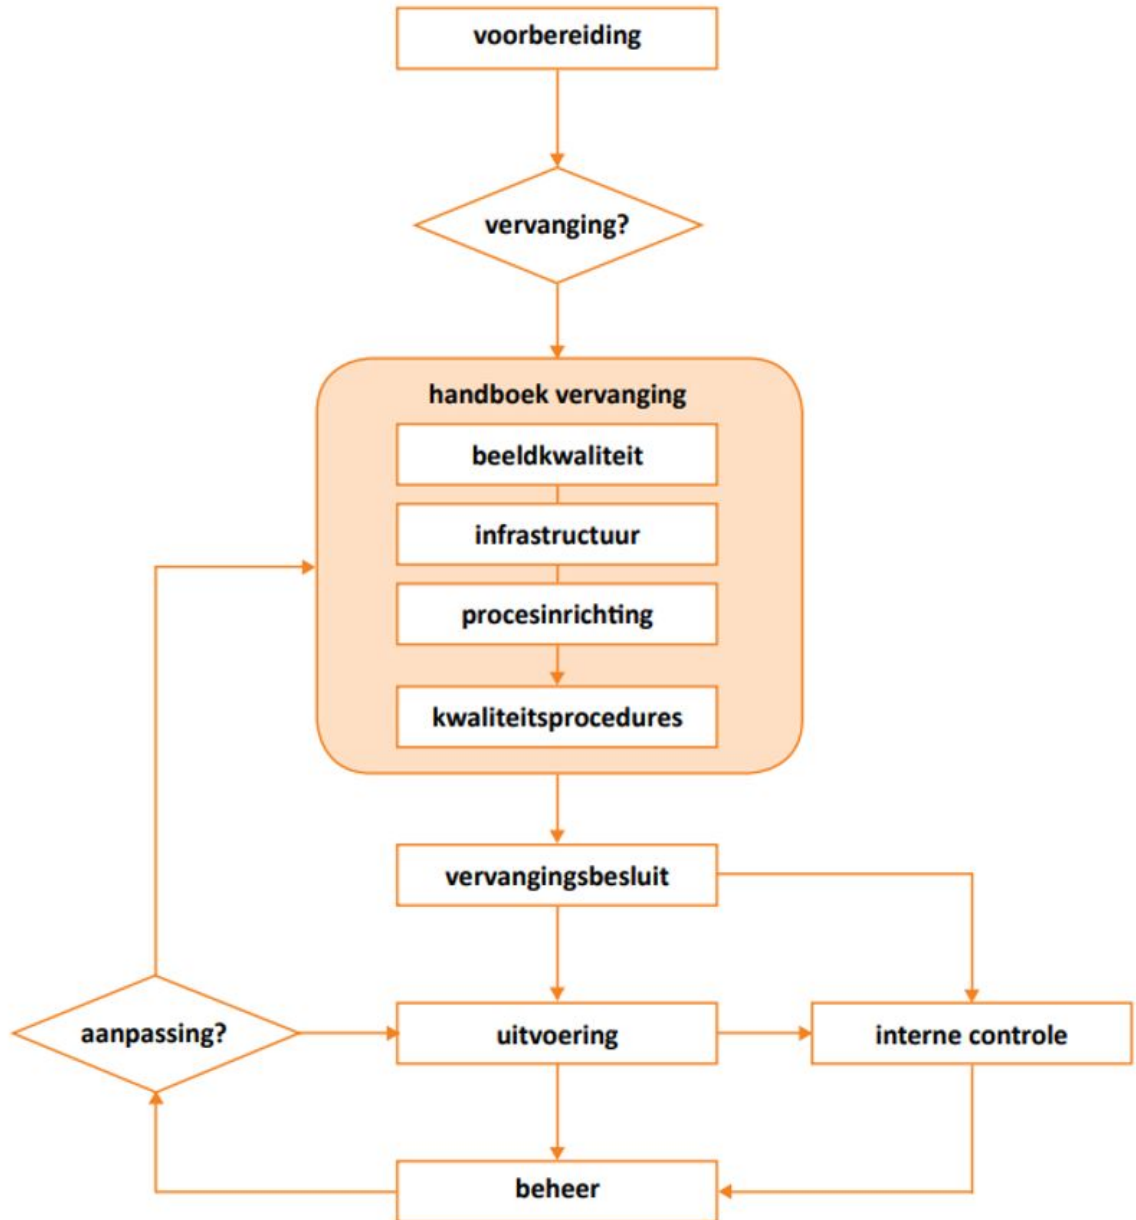 voorbereiding
vervanging?
handboek vervanging
beeldkwaliteit
infrastructuur
procesinrichting
kwaliteitsprocedures
vervangingsbesluit
aanpassing?
uitvoering
interne controle
beheer